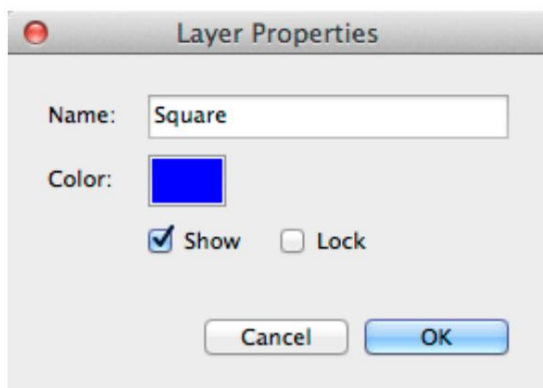 Layer Properties
Name: Square
Color:
Show Lock
Cancel OK